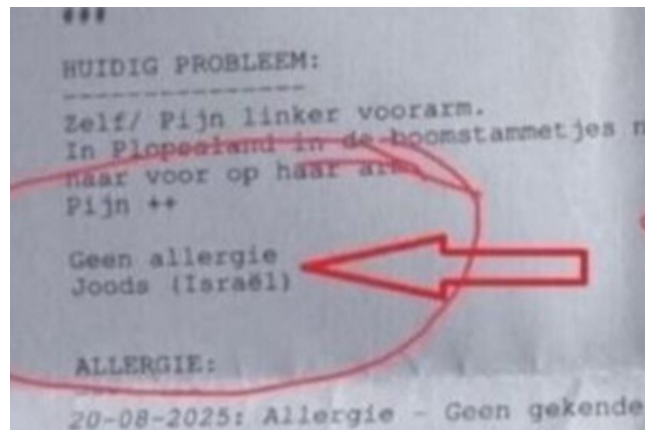 ###
HUIDIG PROBLEEM:
---------------
Zelf/ Pijn linker voorarm.
In Plopsaland in de boomstammetjes n
naar voor op haar arm
Pijn ++
Geen allergie
Joods (Israël)
ALLERGIE:
20-08-2025: Allergie - Geen gekende